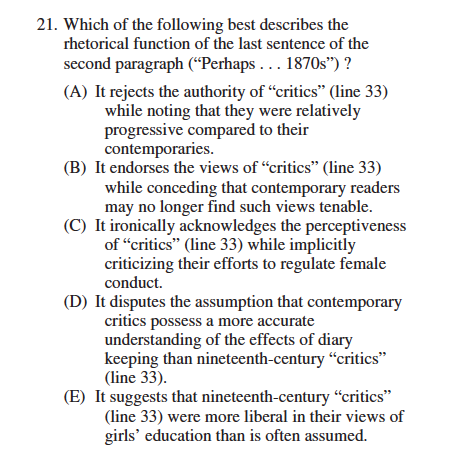 21. Which of the following best describes the
rhetorical function of the last sentence of the
second paragraph (“Perhaps . . . 1870s”) ?
(A) It rejects the authority of “critics” (line 33)
while noting that they were relatively
progressive compared to their
contemporaries.
(B) It endorses the views of “critics” (line 33)
while conceding that contemporary readers
may no longer find such views tenable.
(C) It ironically acknowledges the perceptiveness
of “critics” (line 33) while implicitly
criticizing their efforts to regulate female
conduct.
(D) It disputes the assumption that contemporary
critics possess a more accurate
understanding of the effects of diary
keeping than nineteenth-century “critics”
(line 33).
(E) It suggests that nineteenth-century “critics”
(line 33) were more liberal in their views of
girls’ education than is often assumed.